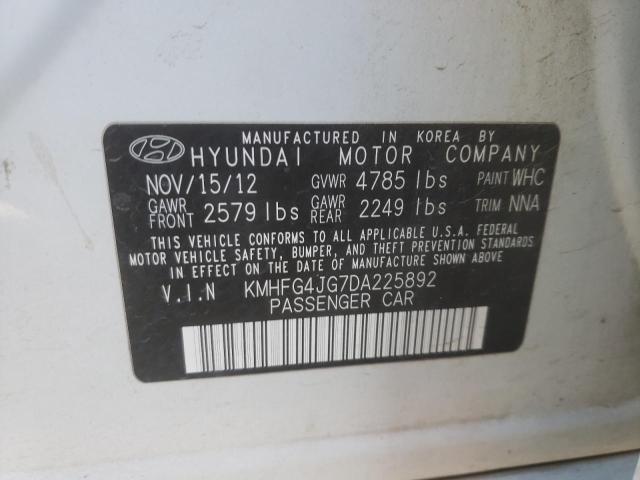 MANUFACTURED IN KOREA BY
HYUNDAI MOTOR COMPANY
NOV/15/12 GVWR 4785 lbs PAINT WHC
GAWR FRONT 2579 lbs GAWR REAR 2249 lbs TRIM NNA
THIS VEHICLE CONFORMS TO ALL APPLICABLE U.S.A. FEDERAL
MOTOR VEHICLE SAFETY, BUMPER, AND THEFT PREVENTION STANDARDS
IN EFFECT ON THE DATE OF MANUFACTURE SHOWN ABOVE.
V.I.N KMHFG4JG7DA225892
PASSENGER CAR